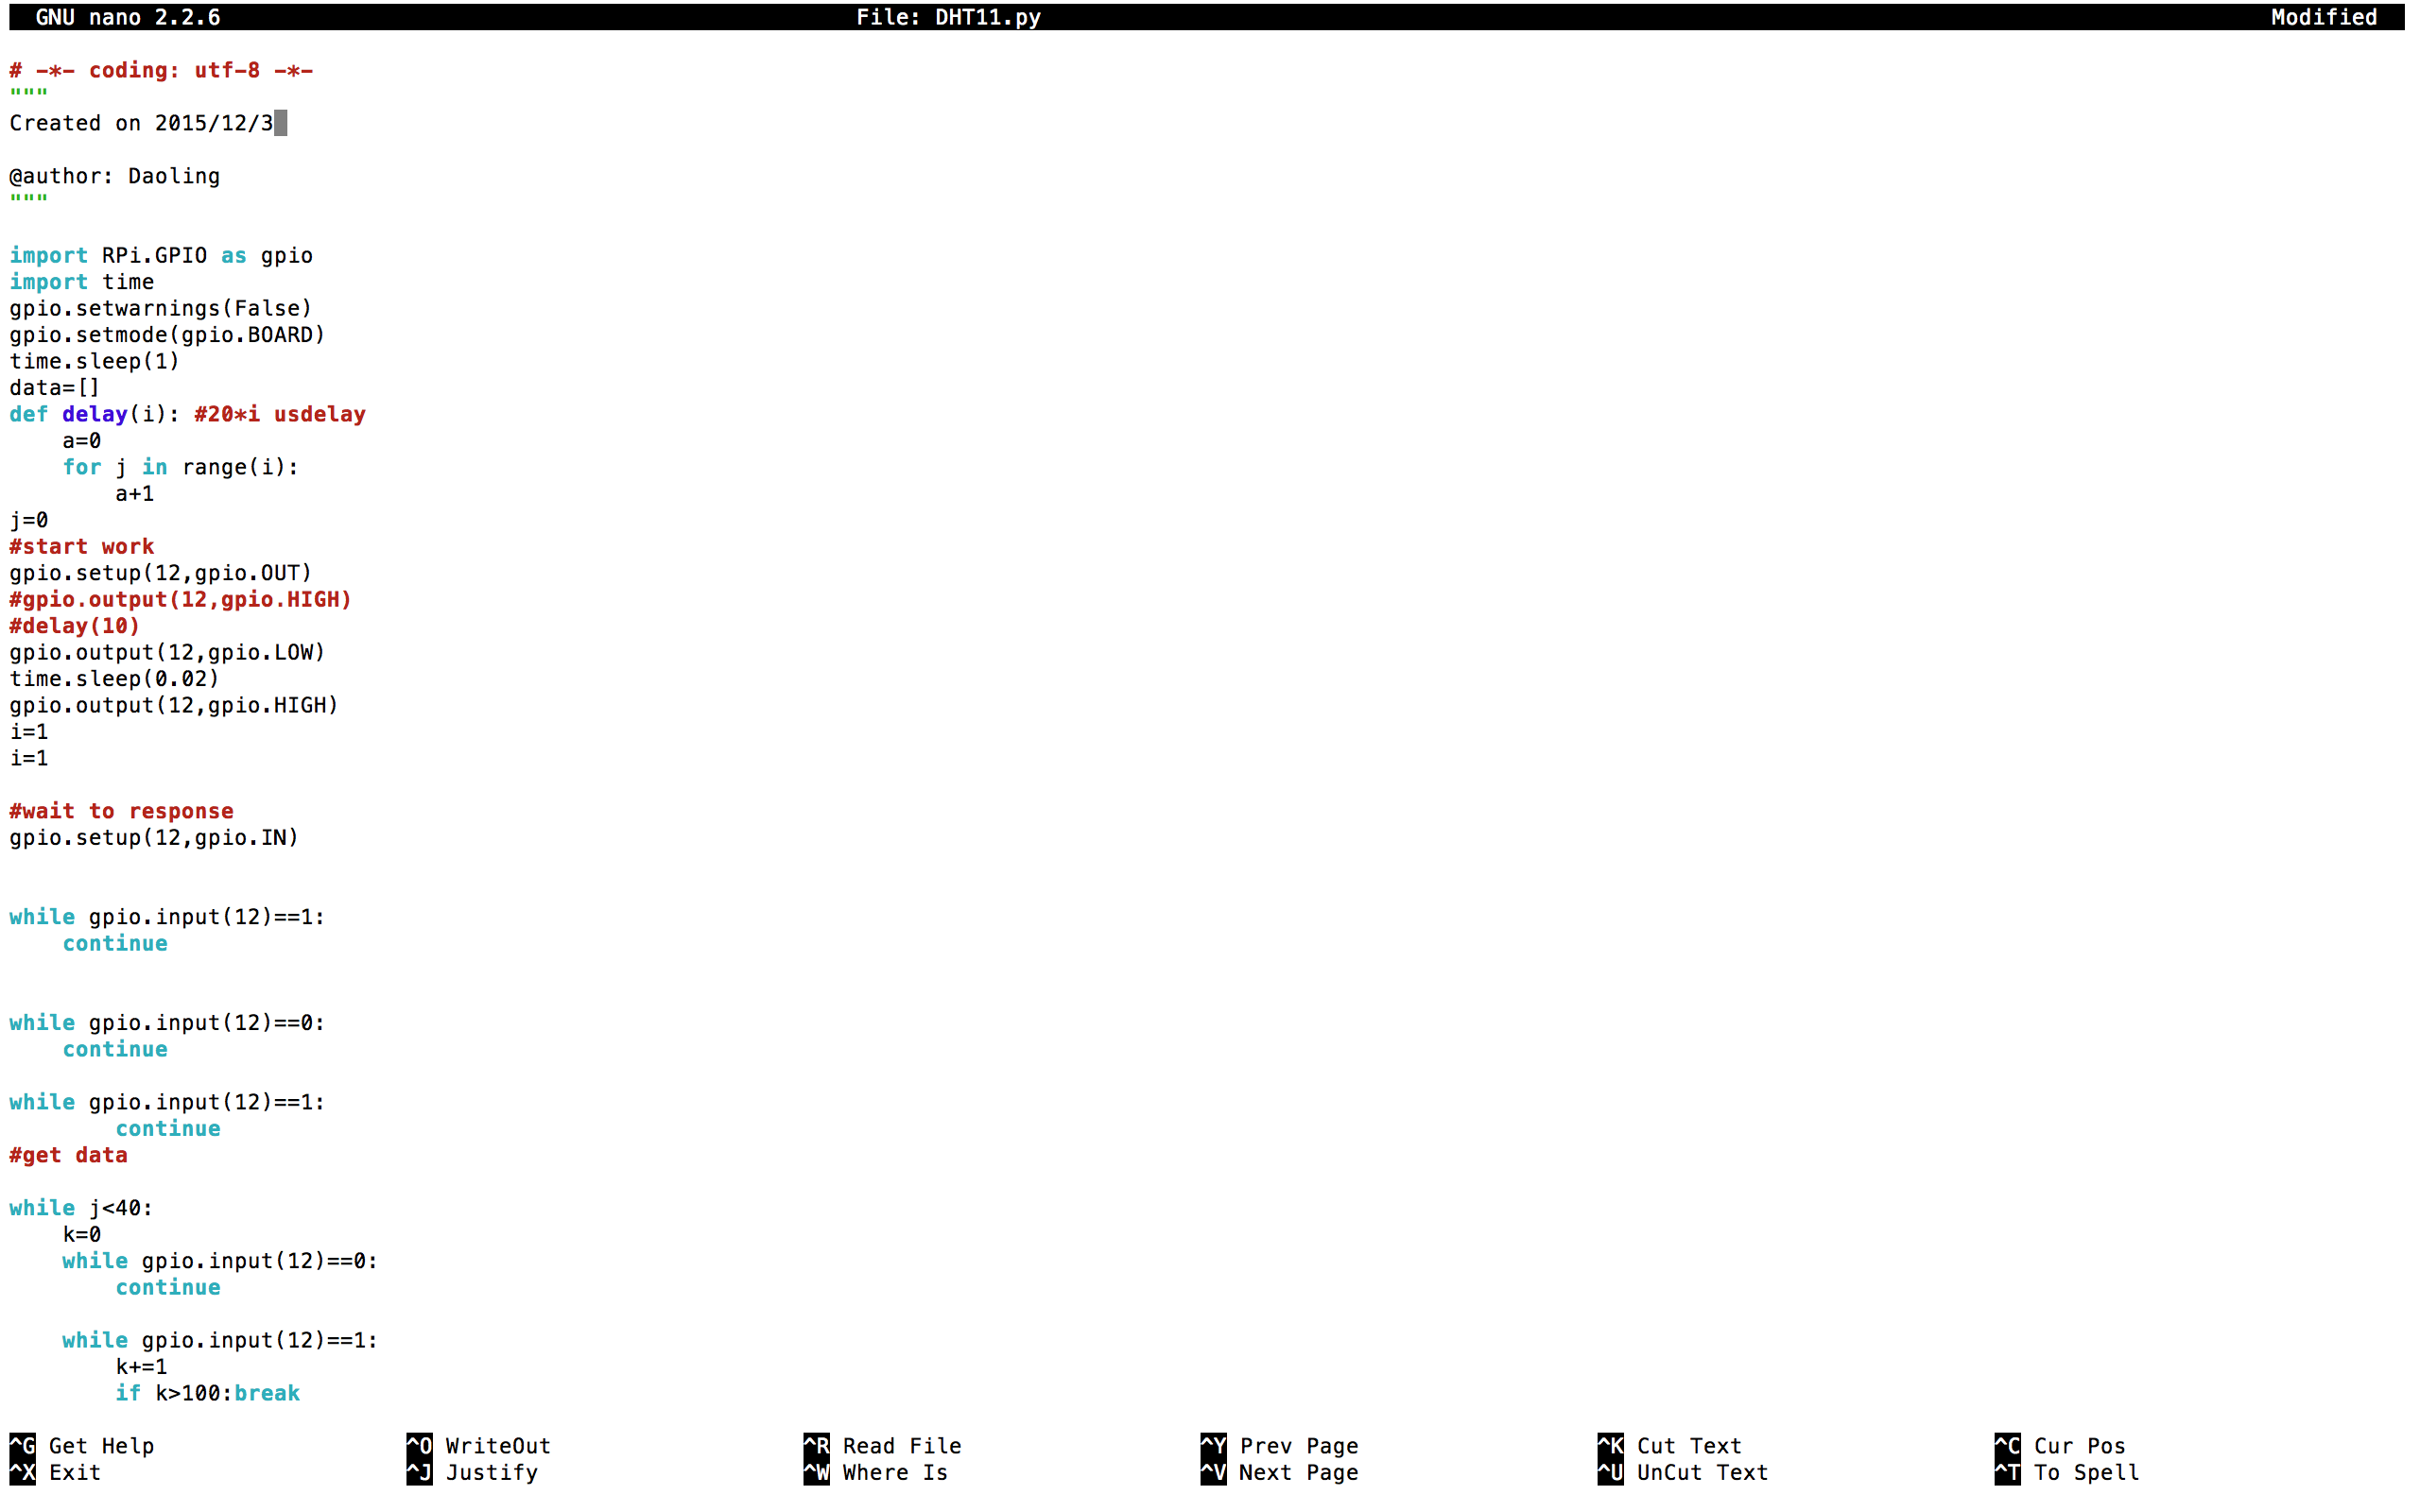 GNU nano 2.2.6 File: DHT11.py Modified
# -*- coding: utf-8 -*-
"""
Created on 2015/12/3
@author: Daoling
"""
import RPi.GPIO as gpio
import time
gpio.setwarnings(False)
gpio.setmode(gpio.BOARD)
time.sleep(1)
data=[]
def delay(i): #20*i usdelay
    a=0
    for j in range(i):
        a+1
j=0
#start work
gpio.setup(12,gpio.OUT)
#gpio.output(12,gpio.HIGH)
#delay(10)
gpio.output(12,gpio.LOW)
time.sleep(0.02)
gpio.output(12,gpio.HIGH)
i=1
i=1
#wait to response
gpio.setup(12,gpio.IN)
while gpio.input(12)==1:
    continue
while gpio.input(12)==0:
    continue
while gpio.input(12)==1:
        continue
#get data
while j<40:
    k=0
    while gpio.input(12)==0:
        continue
    while gpio.input(12)==1:
        k+=1
        if k>100:break
^G Get Help ^O WriteOut ^R Read File ^Y Prev Page ^K Cut Text ^C Cur Pos
^X Exit ^J Justify ^W Where Is ^V Next Page ^U UnCut Text ^T To Spell